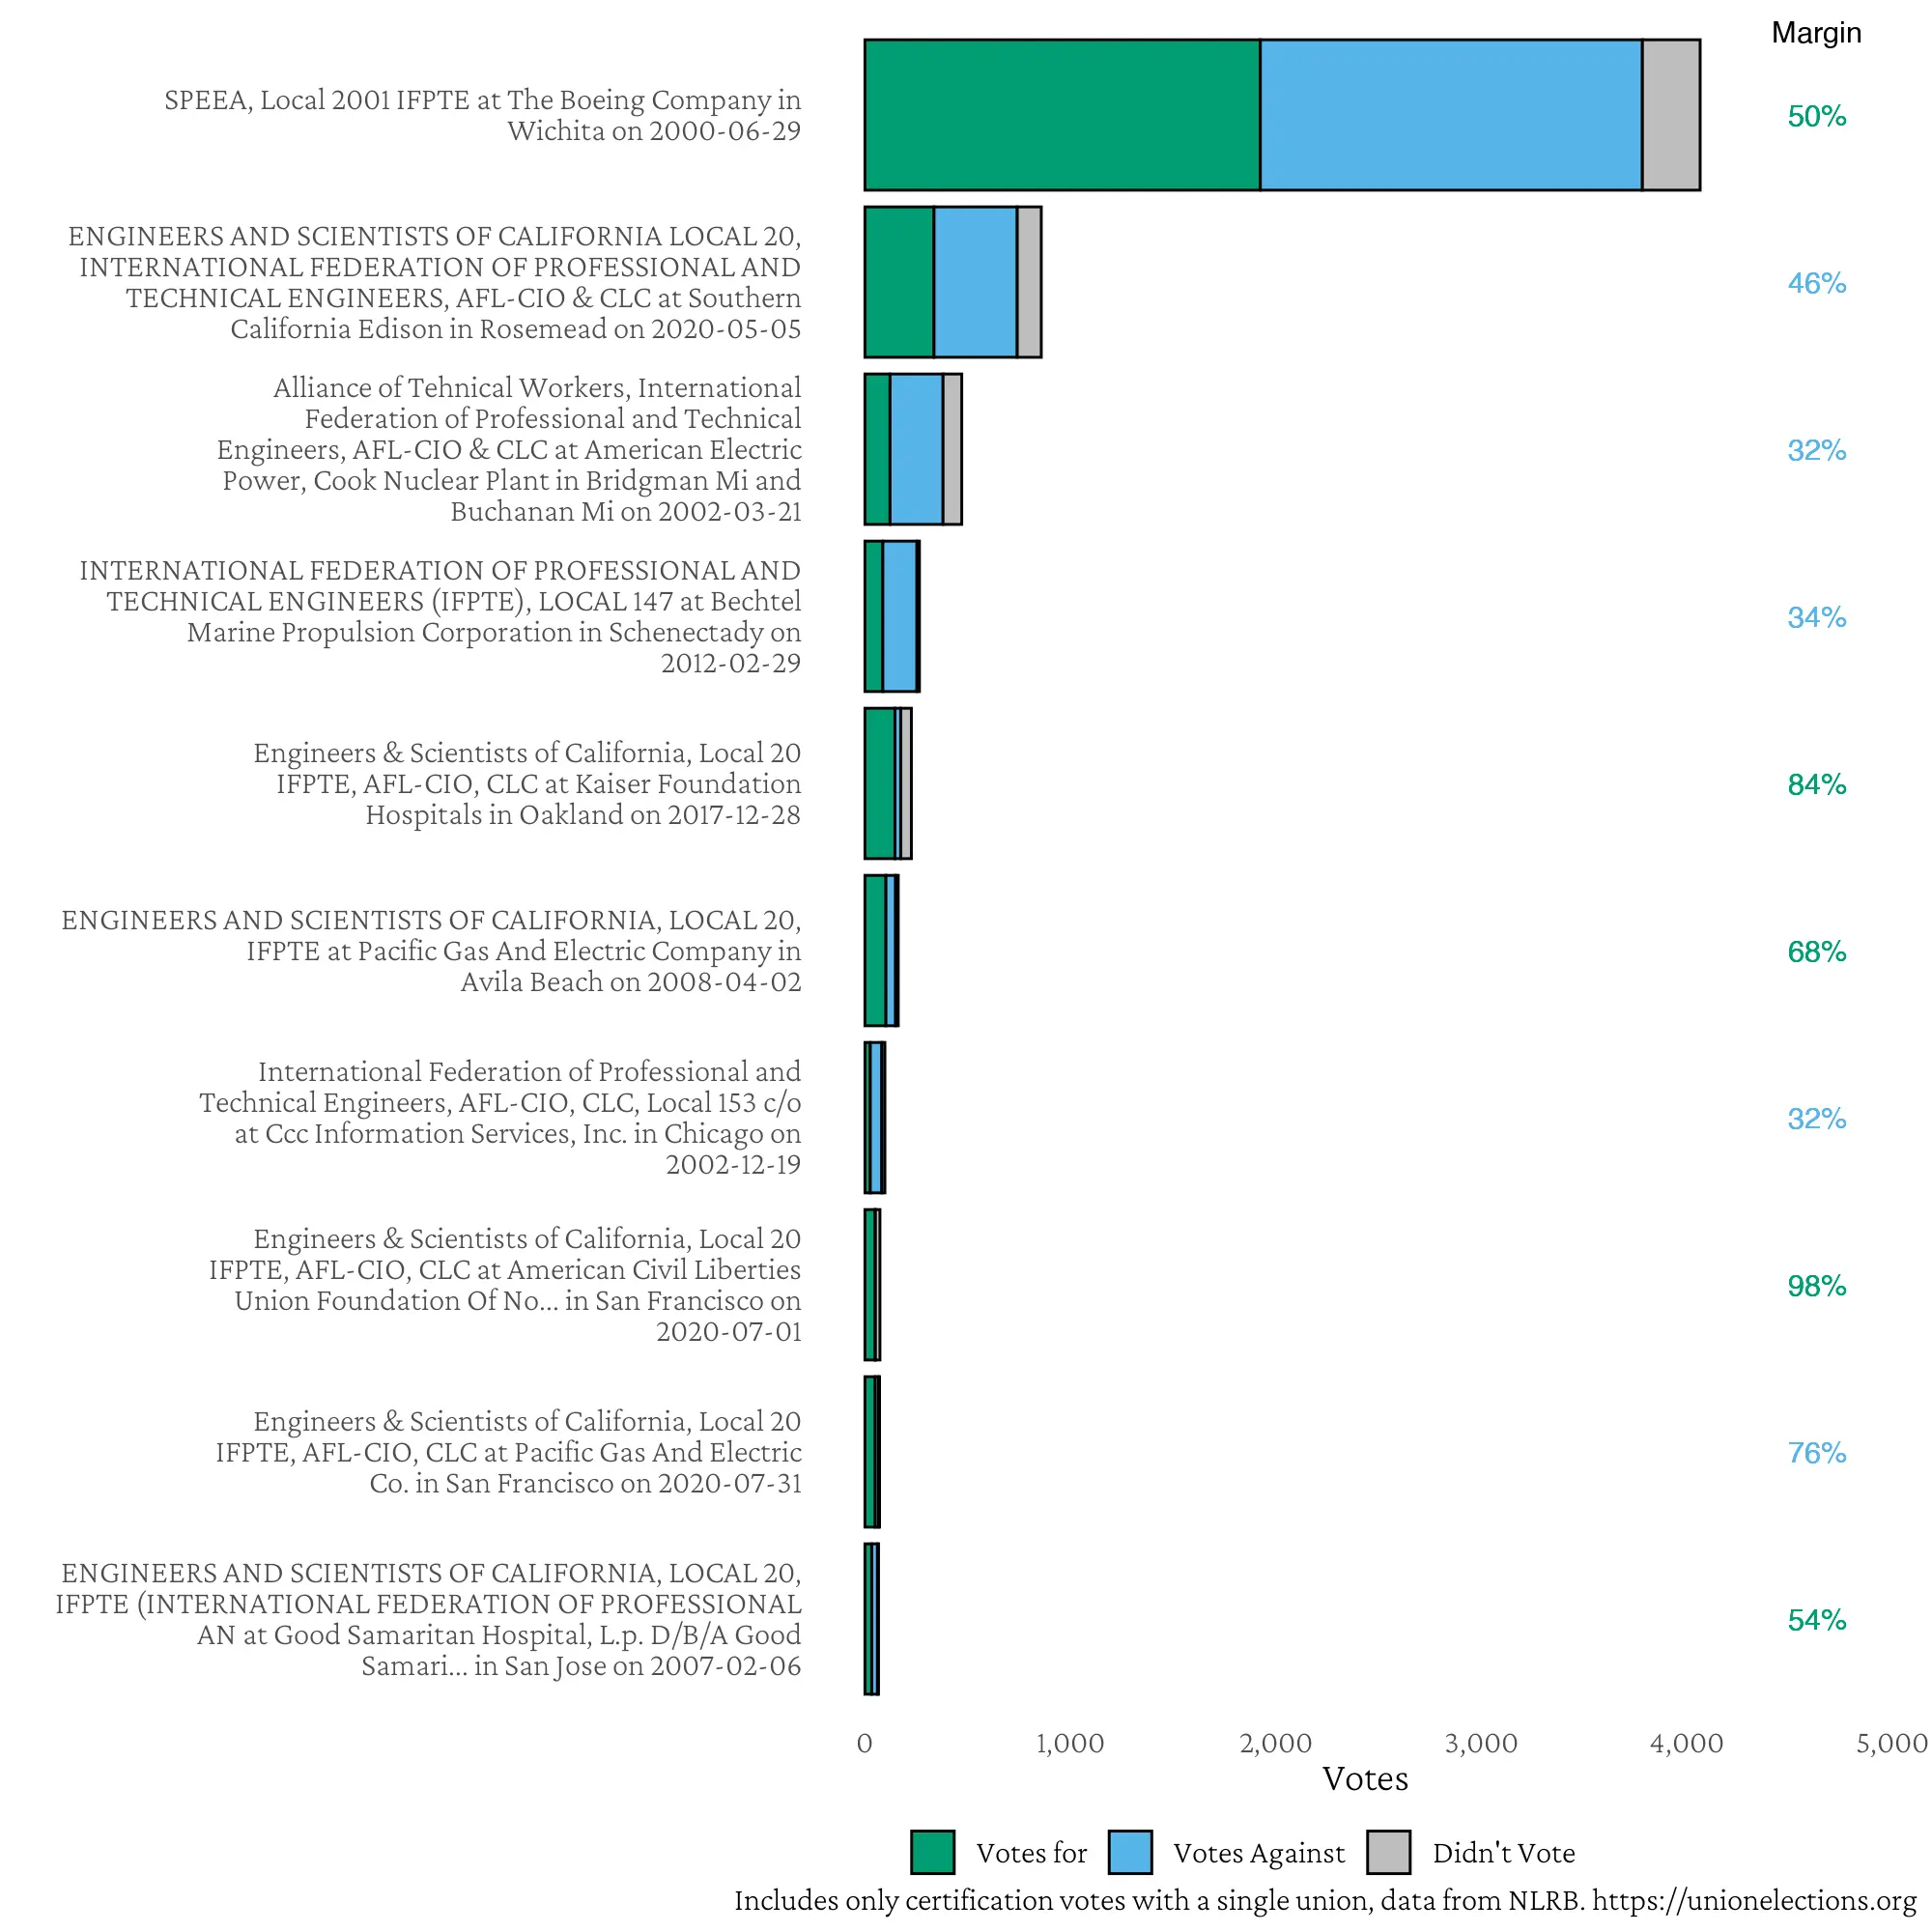 Margin
SPEEA, Local 2001 IFPTE at The Boeing Company in
Wichita on 2000-06-29
50%
ENGINEERS AND SCIENTISTS OF CALIFORNIA LOCAL 20,
INTERNATIONAL FEDERATION OF PROFESSIONAL AND
TECHNICAL ENGINEERS, AFL-CIO & CLC at Southern
California Edison in Rosemead on 2020-05-05
46%
Alliance of Tehnical Workers, International
Federation of Professional and Technical
Engineers, AFL-CIO & CLC at American Electric
Power, Cook Nuclear Plant in Bridgman Mi and
Buchanan Mi on 2002-03-21
32%
INTERNATIONAL FEDERATION OF PROFESSIONAL AND
TECHNICAL ENGINEERS (IFPTE), LOCAL 147 at Bechtel
Marine Propulsion Corporation in Schenectady on
2012-02-29
34%
Engineers & Scientists of California, Local 20
IFPTE, AFL-CIO, CLC at Kaiser Foundation
Hospitals in Oakland on 2017-12-28
84%
ENGINEERS AND SCIENTISTS OF CALIFORNIA, LOCAL 20,
IFPTE at Pacific Gas And Electric Company in
Avila Beach on 2008-04-02
68%
International Federation of Professional and
Technical Engineers, AFL-CIO, CLC, Local 153 c/o
at Ccc Information Services, Inc. in Chicago on
2002-12-19
32%
Engineers & Scientists of California, Local 20
IFPTE, AFL-CIO, CLC at American Civil Liberties
Union Foundation Of No... in San Francisco on
2020-07-01
98%
Engineers & Scientists of California, Local 20
IFPTE, AFL-CIO, CLC at Pacific Gas And Electric
Co. in San Francisco on 2020-07-31
76%
ENGINEERS AND SCIENTISTS OF CALIFORNIA, LOCAL 20,
IFPTE (INTERNATIONAL FEDERATION OF PROFESSIONAL
AN at Good Samaritan Hospital, L.p. D/B/A Good
Samari... in San Jose on 2007-02-06
54%
0 1,000 2,000 3,000 4,000 5,000
Votes
Votes for Votes Against Didn't Vote
Includes only certification votes with a single union, data from NLRB. https://unionelections.org